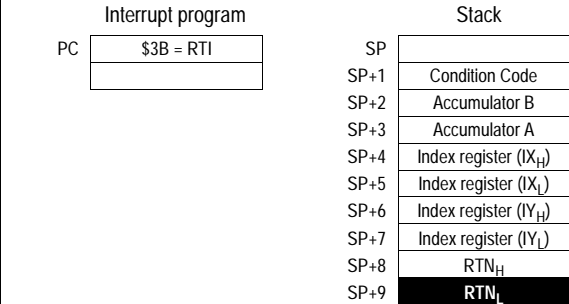 Interrupt program
PC $3B = RTI
Stack
SP
SP+1 Condition Code
SP+2 Accumulator B
SP+3 Accumulator A
SP+4 Index register (IXH)
SP+5 Index register (IXL)
SP+6 Index register (IYH)
SP+7 Index register (IYL)
SP+8 RTNH
SP+9 RTNL